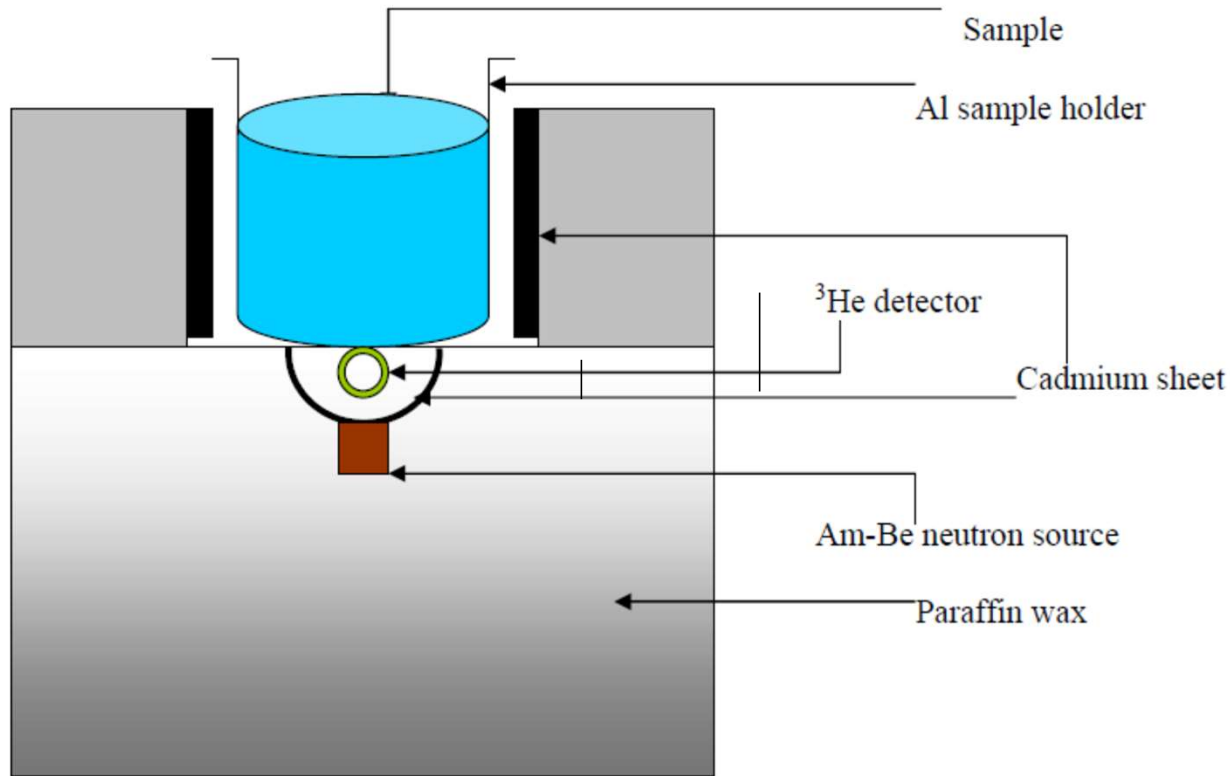 Sample
Al sample holder
³He detector
Cadmium sheet
Am-Be neutron source
Paraffin wax